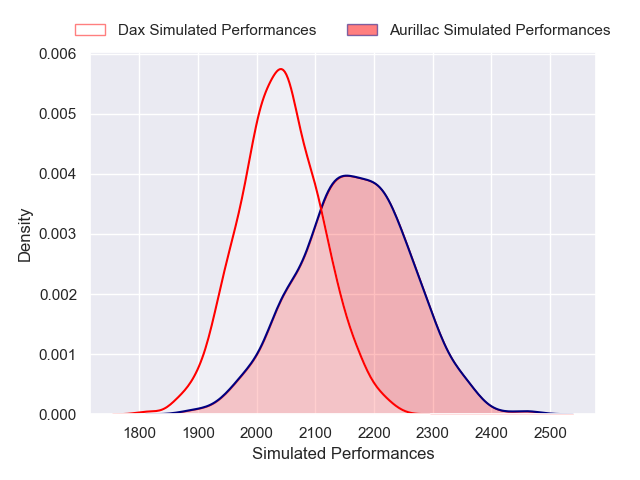 Dax Simulated Performances Aurillac Simulated Performances
0.006
0.005
0.004
0.003
0.002
0.001
0.000
Density
1800 1900 2000 2100 2200 2300 2400 2500
Simulated Performances